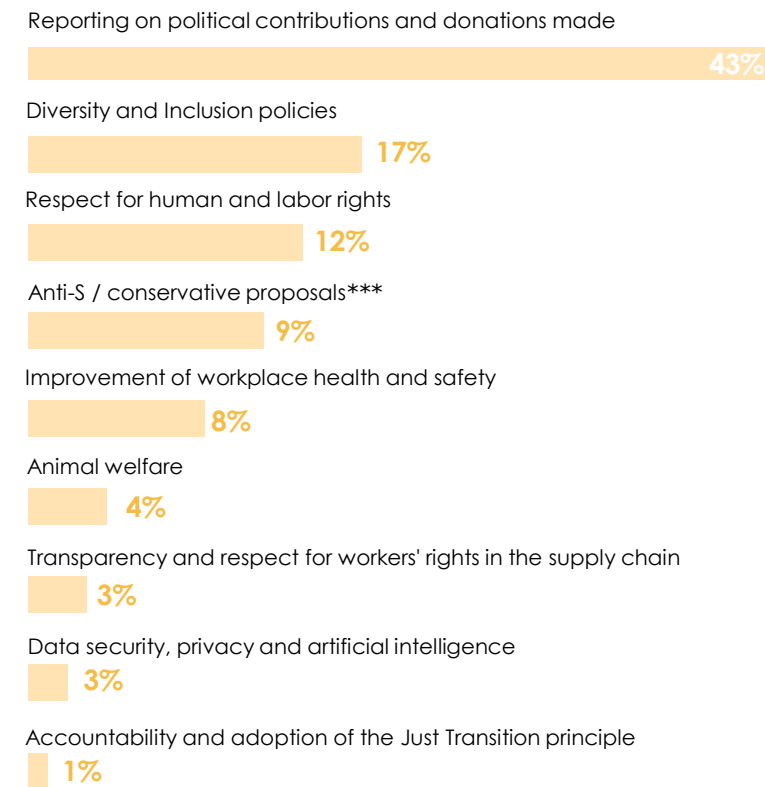 Reporting on political contributions and donations made
43%
Diversity and Inclusion policies
17%
Respect for human and labor rights
12%
Anti-S / conservative proposals***
9%
Improvement of workplace health and safety
8%
Animal welfare
4%
Transparency and respect for workers' rights in the supply chain
3%
Data security, privacy and artificial intelligence
3%
Accountability and adoption of the Just Transition principle
1%